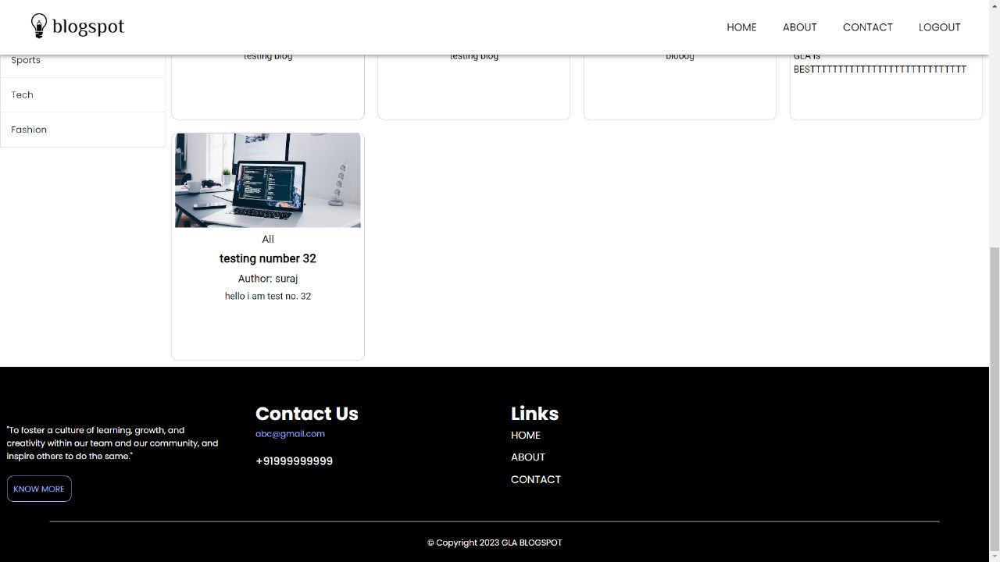 blogspot
HOME
ABOUT
CONTACT
LOGOUT
Sports
Tech
Fashion
testing blog
testing blog
blooog
GLA is
BESTTTTTTTTTTTTTTTTTTTTTTTTTTTT
All
testing number 32
Author: suraj
hello i am test no. 32
"To foster a culture of learning, growth, and
creativity within our team and our community, and
inspire others to do the same."
KNOW MORE
Contact Us
abc@gmail.com
+91999999999
Links
HOME
ABOUT
CONTACT
© Copyright 2023 GLA BLOGSPOT